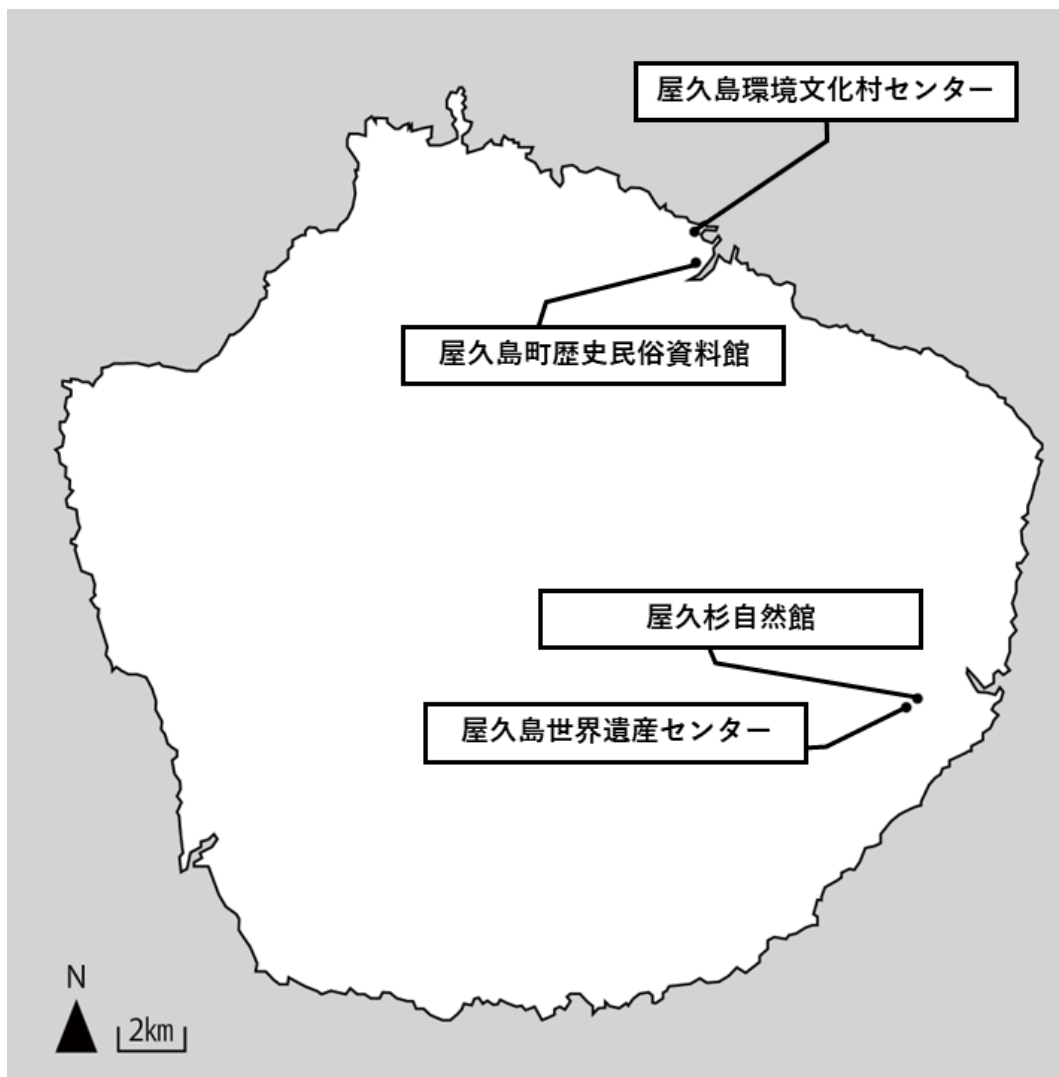 屋久島環境文化村センター
屋久島町歴史民俗資料館
屋久杉自然館
屋久島世界遺産センター
N
2km